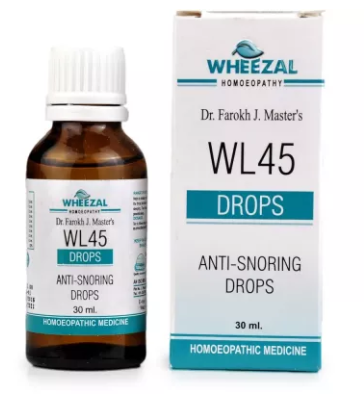 WHEEZAL
HOMOEOPATHY
Dr. Farokh J. Master's
WL45
DROPS
ANTI-SNORING
DROPS
30 ml.
HOMOEOPATHIC MEDICINE
WHEEZAL
HOMOEOPATHY
Dr. Farokh J. Master's
WL45
DROPS
ANTI-SNORING
DROPS
30 ml.
HOMOEOPATHIC MEDICINE